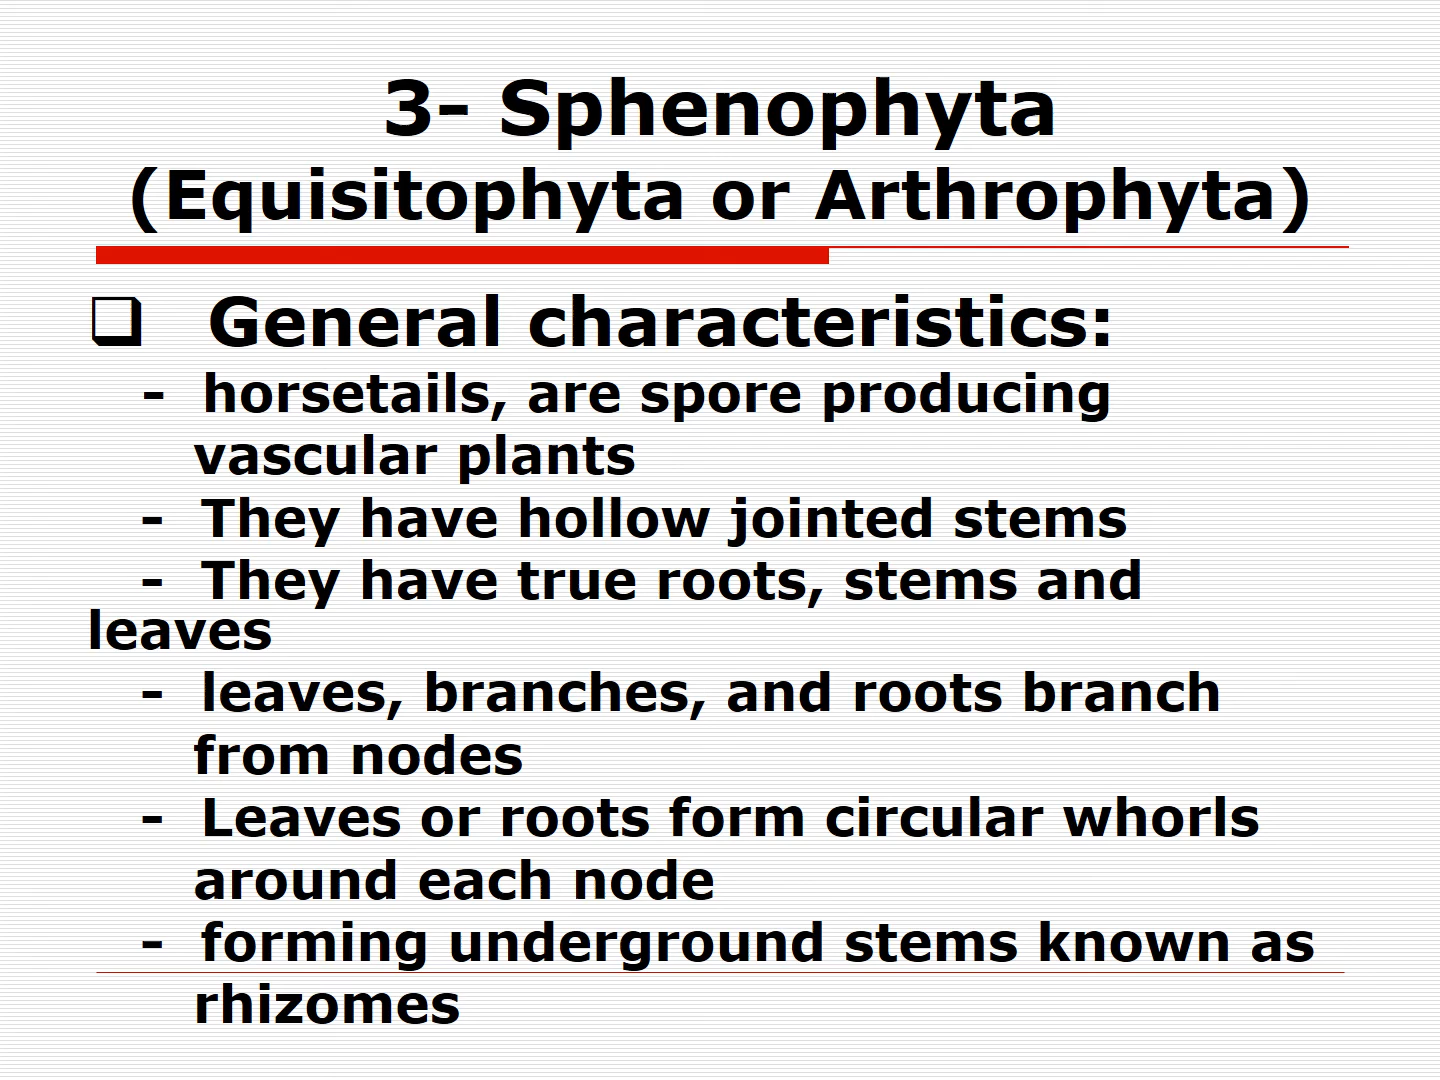 3- Sphenophyta
(Equisitophyta or Arthrophyta)
❑ General characteristics:
– horsetails, are spore producing
vascular plants
– They have hollow jointed stems
– They have true roots, stems and
leaves
– leaves, branches, and roots branch
from nodes
– Leaves or roots form circular whorls
around each node
– forming underground stems known as
rhizomes